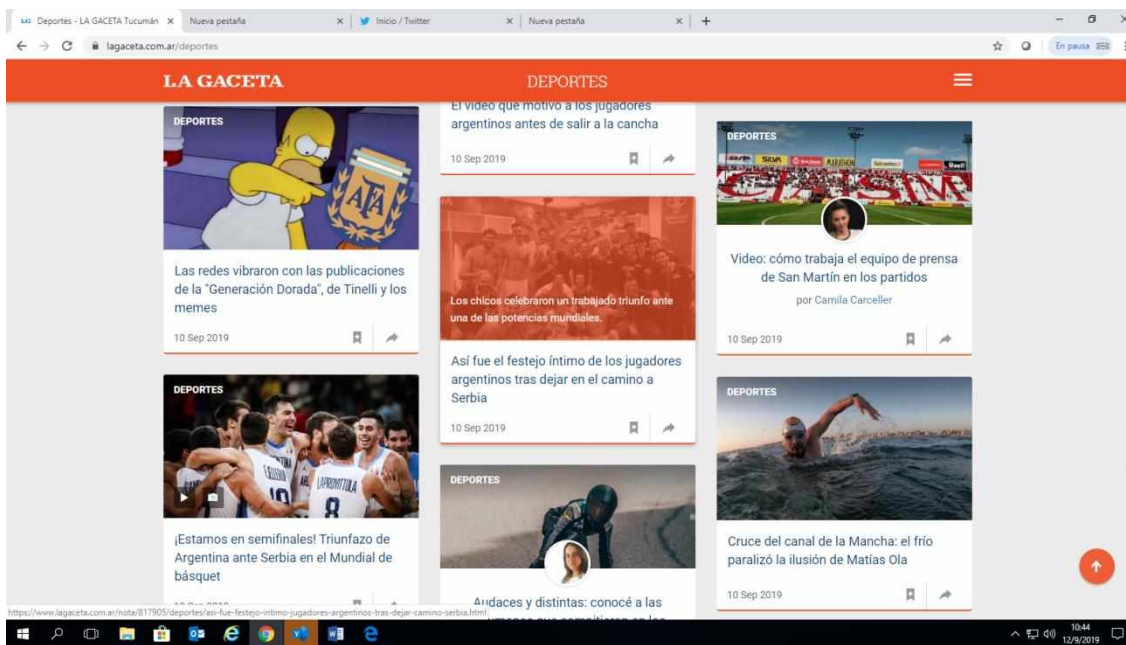 LG Deportes - LA GACETA Tucumán
Nueva pestaña
Inicio / Twitter
Nueva pestaña
lagaceta.com.ar/deportes
En pausa
LA GACETA
DEPORTES
DEPORTES
AFA
Las redes vibraron con las publicaciones
de la "Generación Dorada", de Tinelli y los
memes
10 Sep 2019
DEPORTES
LAPROVITTOLA
10
8
¡Estamos en semifinales! Triunfazo de
Argentina ante Serbia en el Mundial de
básquet
El video que motivó a los jugadores
argentinos antes de salir a la cancha
10 Sep 2019
Los chicos celebraron un trabajado triunfo ante
una de las potencias mundiales.
Así fue el festejo íntimo de los jugadores
argentinos tras dejar en el camino a
Serbia
10 Sep 2019
DEPORTES
Audaces y distintas: conocé a las
DEPORTES
SILVA
MARATHON
Video: cómo trabaja el equipo de prensa
de San Martín en los partidos
por Camila Carceller
10 Sep 2019
DEPORTES
Cruce del canal de la Mancha: el frío
paralizó la ilusión de Matías Ola
10 Sep 2019
https://www.lagaceta.com.ar/nota/817905/deportes/asi-fue-festejo-intimo-jugadores-argentinos-tras-dejar-camino-serbia.html
10:44
12/9/2019